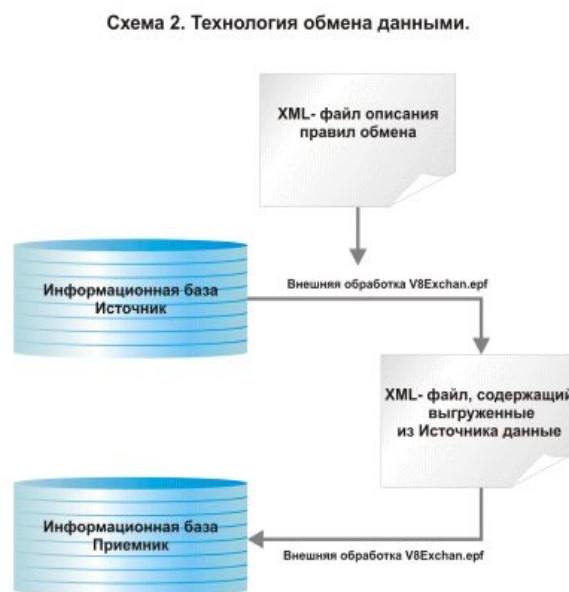 Схема 2. Технология обмена данными.
XML- файл описания
правил обмена
Информационная база
Источник
Внешняя обработка V8Exchan.epf
XML- файл, содержащий
выгруженные
из Источника данные
Информационная база
Приемник
Внешняя обработка V8Exchan.epf